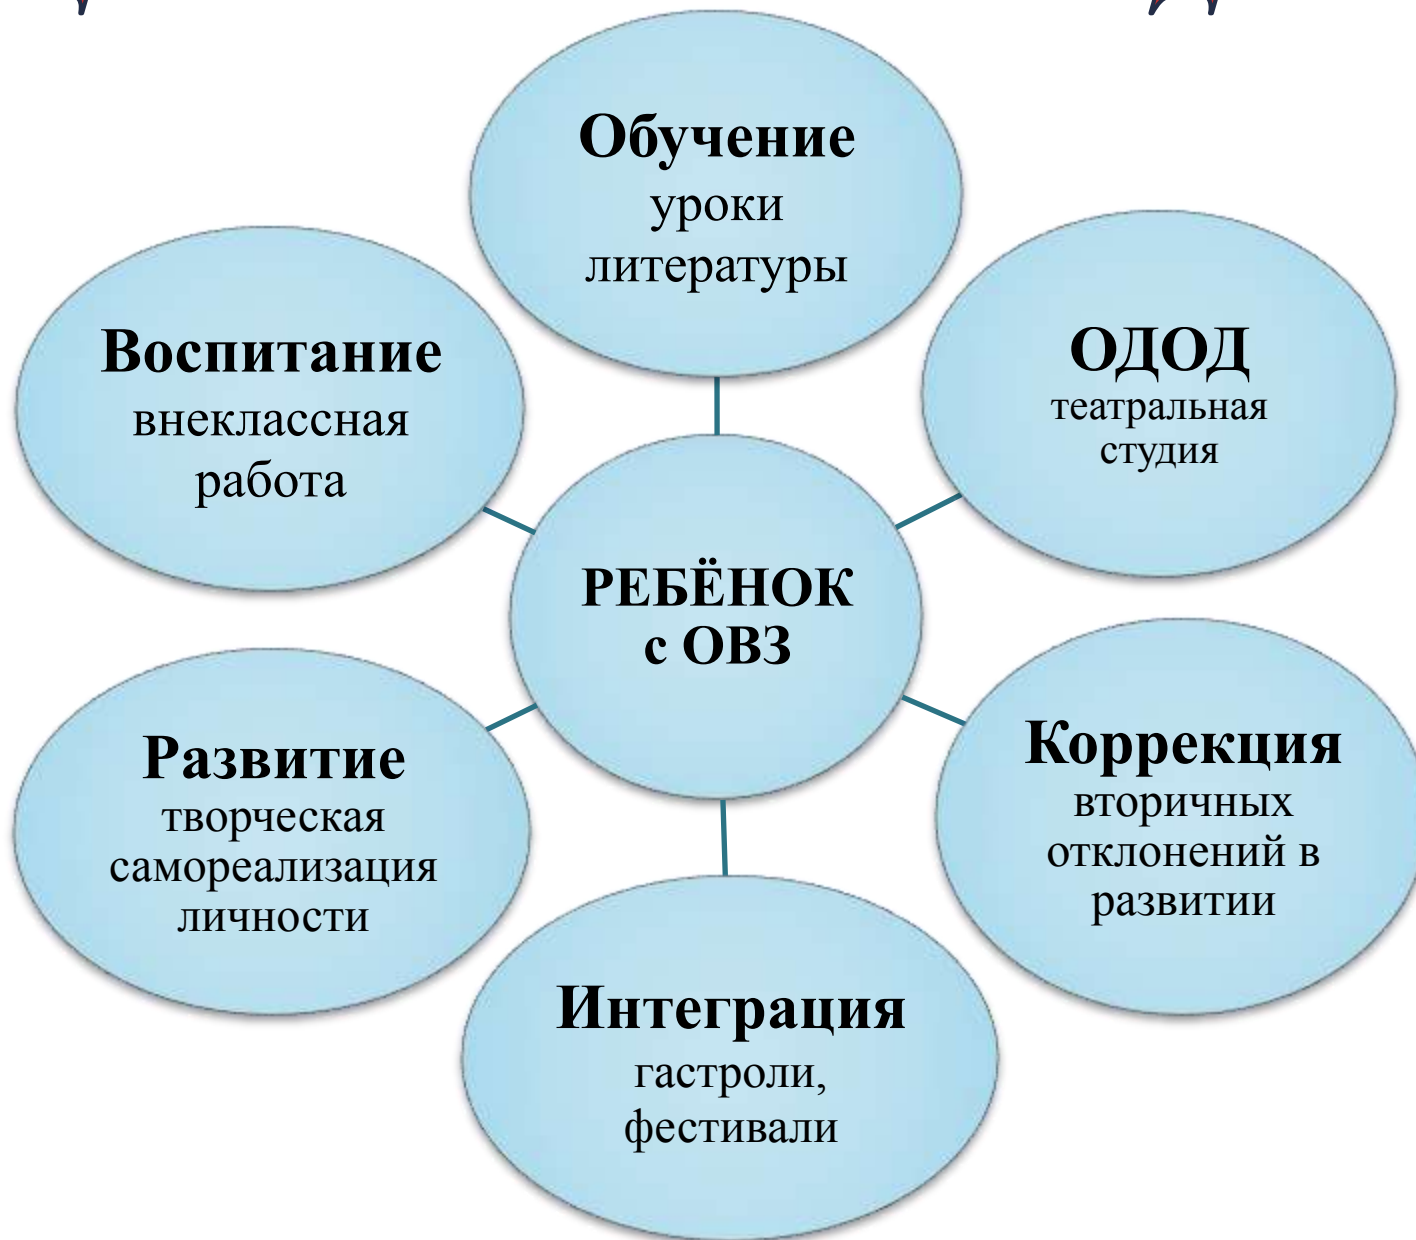 Обучение
уроки
литературы
ОДОД
театральная
студия
Воспитание
внеклассная
работа
РЕБЁНОК
с ОВЗ
Коррекция
вторичных
отклонений в
развитии
Развитие
творческая
самореализация
личности
Интеграция
гастроли,
фестивали